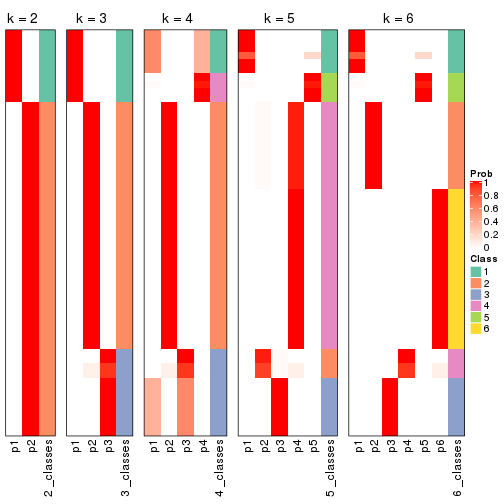 k = 2
k = 3
k = 4
k = 5
k = 6
Prob
1
0.8
0.6
0.4
0.2
0
Class
1
2
3
4
5
6
p1
p2
2_classes
p1
p2
p3
3_classes
p1
p2
p3
p4
4_classes
p1
p2
p3
p4
p5
5_classes
p1
p2
p3
p4
p5
p6
6_classes